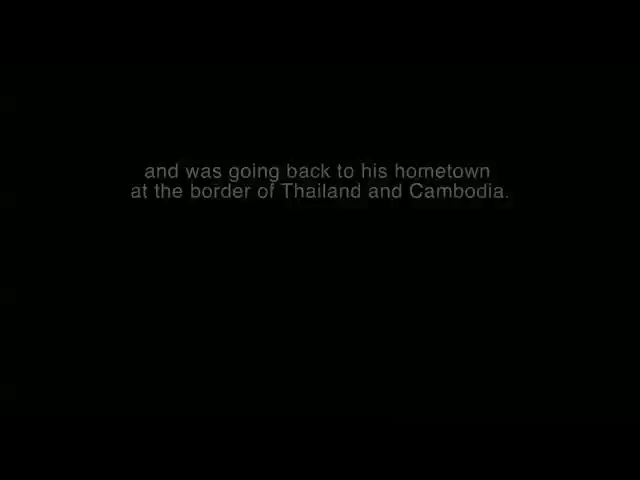 and was going back to his hometown
at the border of Thailand and Cambodia.